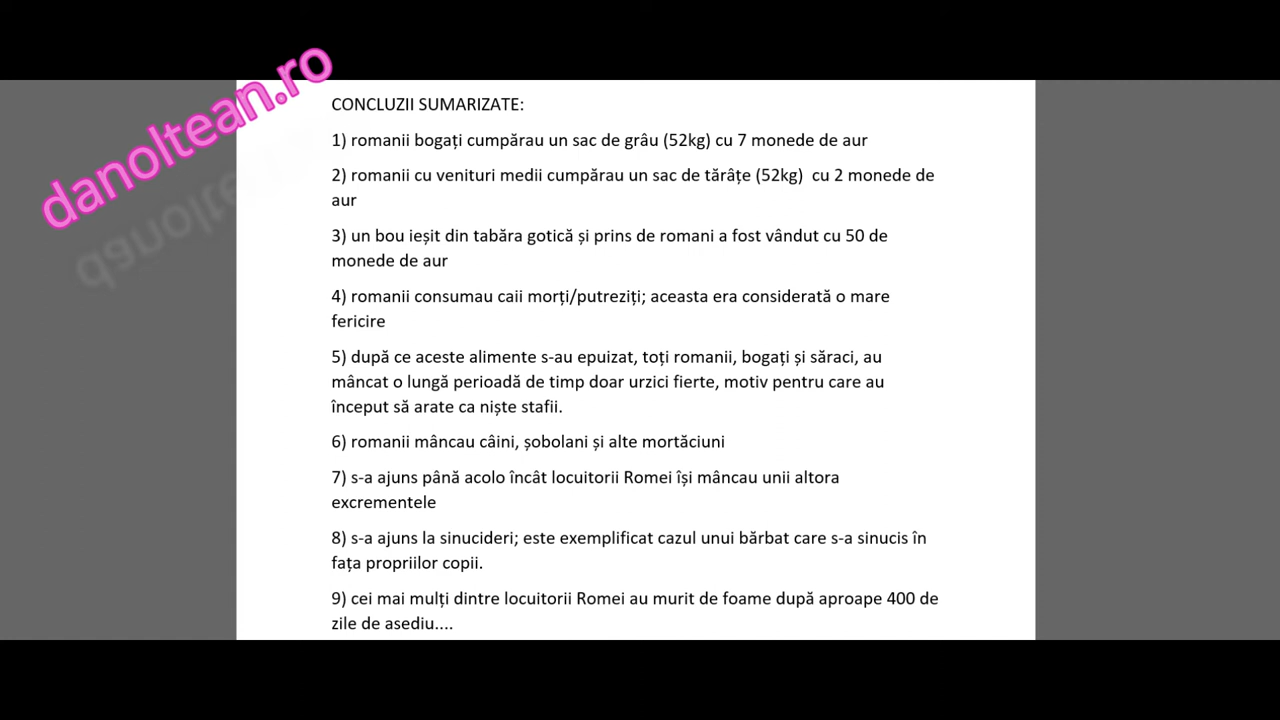 danoltean.ro
CONCLUZII SUMARIZATE:
1) romanii bogați cumpărau un sac de grâu (52kg) cu 7 monede de aur
2) romanii cu venituri medii cumpărau un sac de tărâțe (52kg)  cu 2 monede de
aur
3) un bou ieșit din tabăra gotică și prins de romani a fost vândut cu 50 de
monede de aur
4) romanii consumau caii morți/putreziți; aceasta era considerată o mare
fericire
5) după ce aceste alimente s-au epuizat, toți romanii, bogați și săraci, au
mâncat o lungă perioadă de timp doar urzici fierte, motiv pentru care au
început să arate ca niște stafii.
6) romanii mâncau câini, șobolani și alte mortăciuni
7) s-a ajuns până acolo încât locuitorii Romei își mâncau unii altora
excrementele
8) s-a ajuns la sinucideri; este exemplificat cazul unui bărbat care s-a sinucis în
fața propriilor copii.
9) cei mai mulți dintre locuitorii Romei au murit de foame după aproape 400 de
zile de asediu....